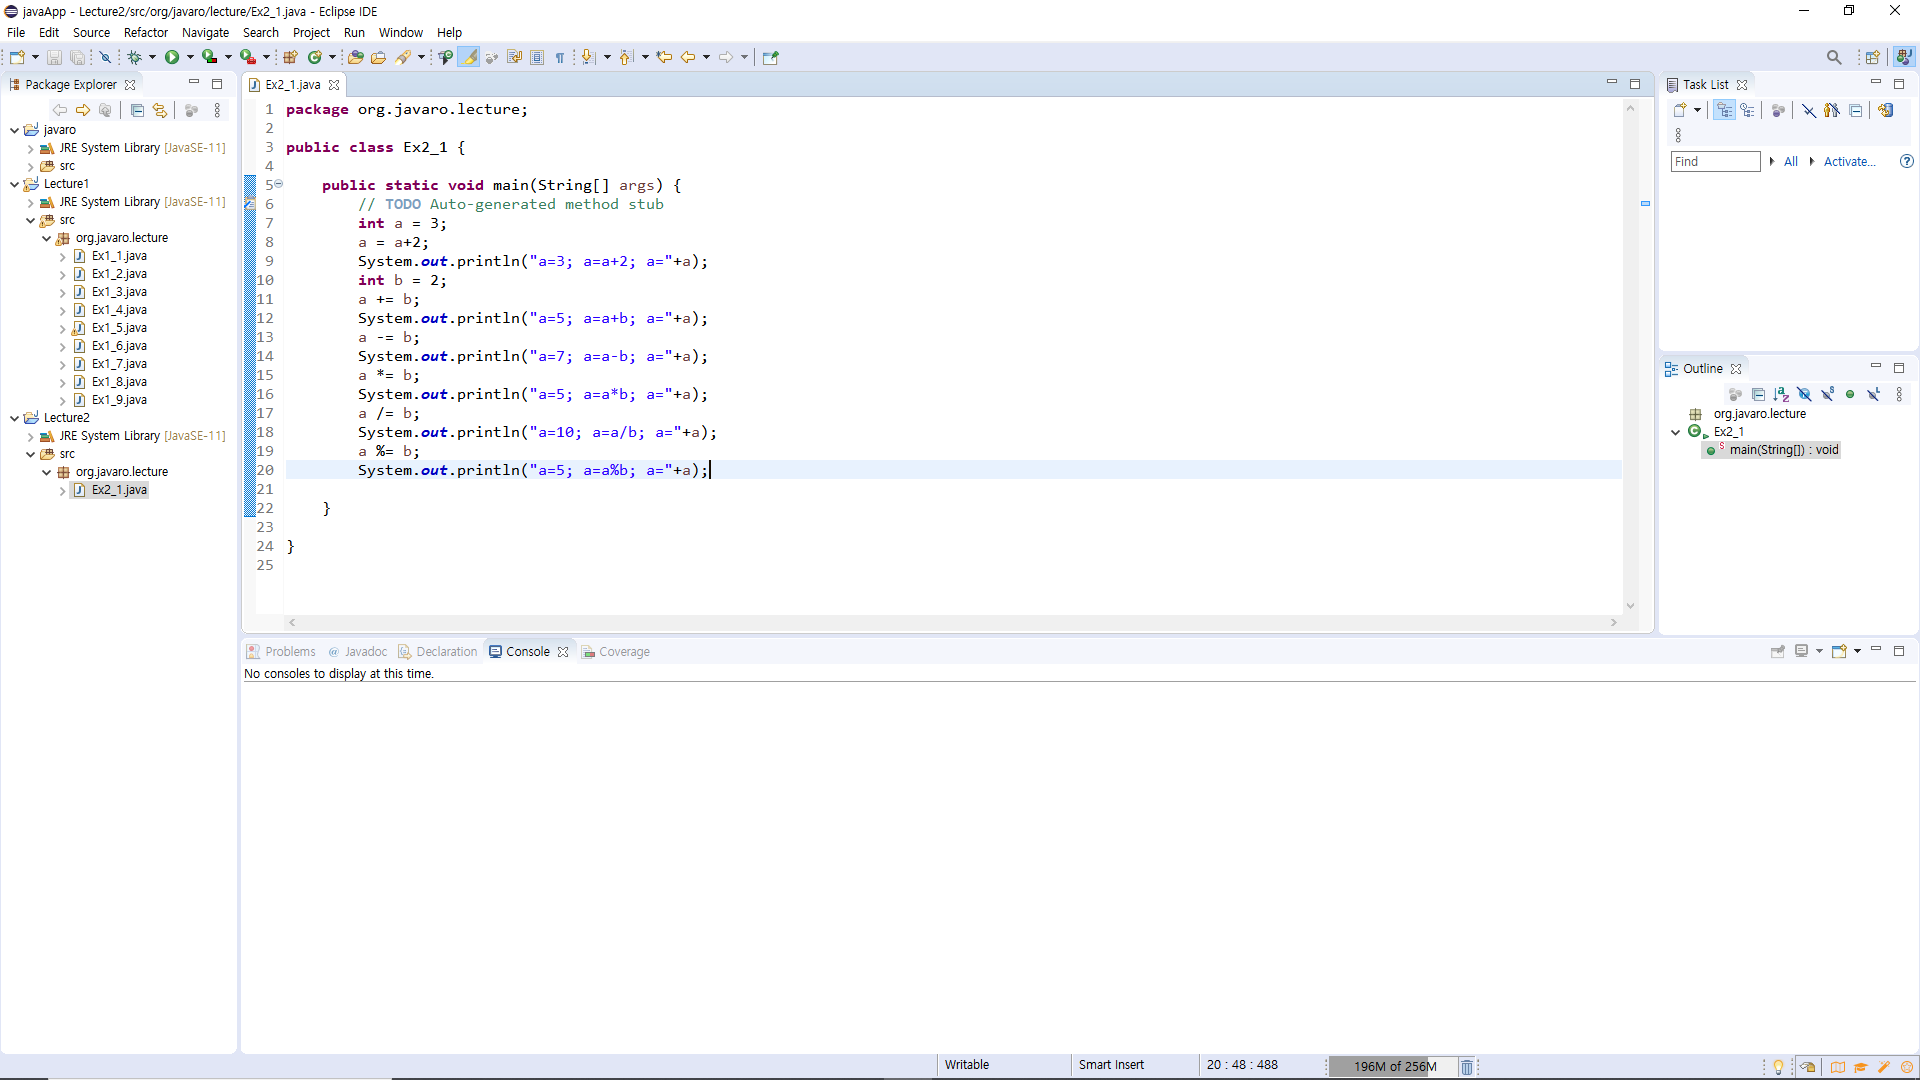 javaApp - Lecture2/src/org/javaro/lecture/Ex2_1.java - Eclipse IDE
File Edit Source Refactor Navigate Search Project Run Window Help
Package Explorer
javaro
JRE System Library [JavaSE-11]
src
Lecture1
JRE System Library [JavaSE-11]
src
org.javaro.lecture
Ex1_1.java
Ex1_2.java
Ex1_3.java
Ex1_4.java
Ex1_5.java
Ex1_6.java
Ex1_7.java
Ex1_8.java
Ex1_9.java
Lecture2
JRE System Library [JavaSE-11]
src
org.javaro.lecture
Ex2_1.java
Ex2_1.java
1 package org.javaro.lecture;
2
3 public class Ex2_1 {
4
5 public static void main(String[] args) {
6 // TODO Auto-generated method stub
7 int a = 3;
8 a = a+2;
9 System.out.println("a=3; a=a+2; a="+a);
10 int b = 2;
11 a += b;
12 System.out.println("a=5; a=a+b; a="+a);
13 a -= b;
14 System.out.println("a=7; a=a-b; a="+a);
15 a *= b;
16 System.out.println("a=5; a=a*b; a="+a);
17 a /= b;
18 System.out.println("a=10; a=a/b; a="+a);
19 a %= b;
20 System.out.println("a=5; a=a%b; a="+a);
21
22 }
23
24 }
25
Task List
Find All Activate...
Outline
org.javaro.lecture
Ex2_1
main(String[]) : void
Problems Javadoc Declaration Console Coverage
No consoles to display at this time.
Writable Smart Insert 20 : 48 : 488 196M of 256M